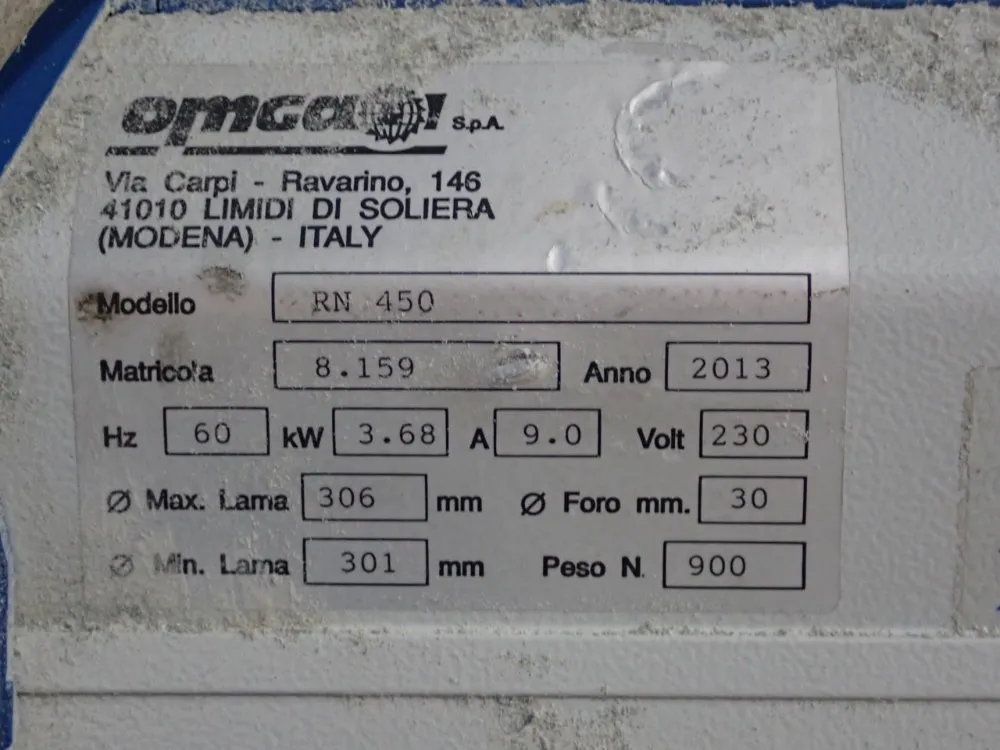 omga S.p.A.
Via Carpi - Ravarino, 146
41010 LIMIDI DI SOLIERA
(MODENA) - ITALY
Modello RN 450
Matricola 8.159 Anno 2013
Hz 60 kW 3.68 A 9.0 Volt 230
Ø Max. Lama 306 mm Ø Foro mm. 30
Ø Min. Lama 301 mm Peso N. 900